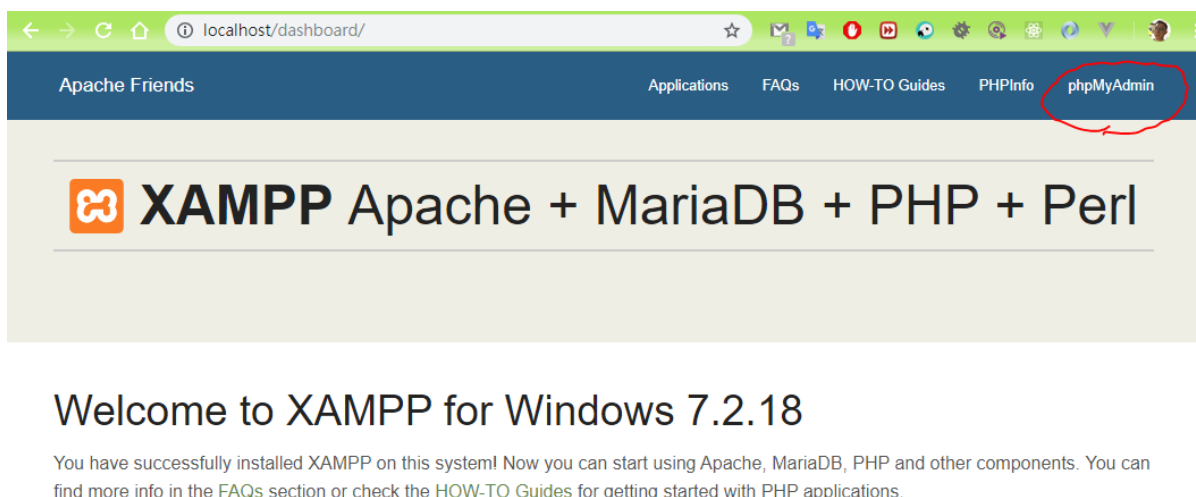 localhost/dashboard/
Apache Friends Applications FAQs HOW-TO Guides PHPInfo phpMyAdmin
XAMPP Apache + MariaDB + PHP + Perl
Welcome to XAMPP for Windows 7.2.18
You have successfully installed XAMPP on this system! Now you can start using Apache, MariaDB, PHP and other components. You can
find more info in the FAQs section or check the HOW-TO Guides for getting started with PHP applications.